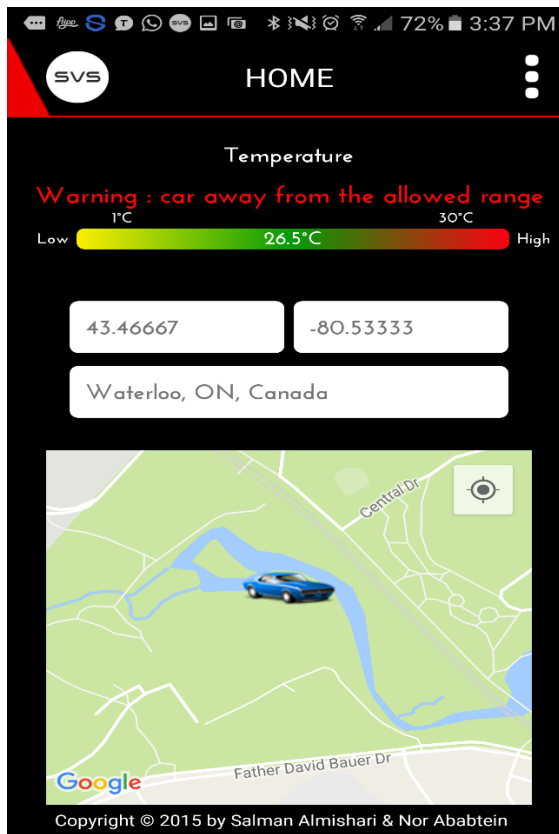 flipp S T SVS 72% 3:37 PM
SVS HOME
Temperature
Warning : car away from the allowed range
1°C 30°C
Low 26.5°C High
43.46667 -80.53333
Waterloo, ON, Canada
Central Dr
Father David Bauer Dr
Google
Copyright © 2015 by Salman Almishari & Nor Ababtein